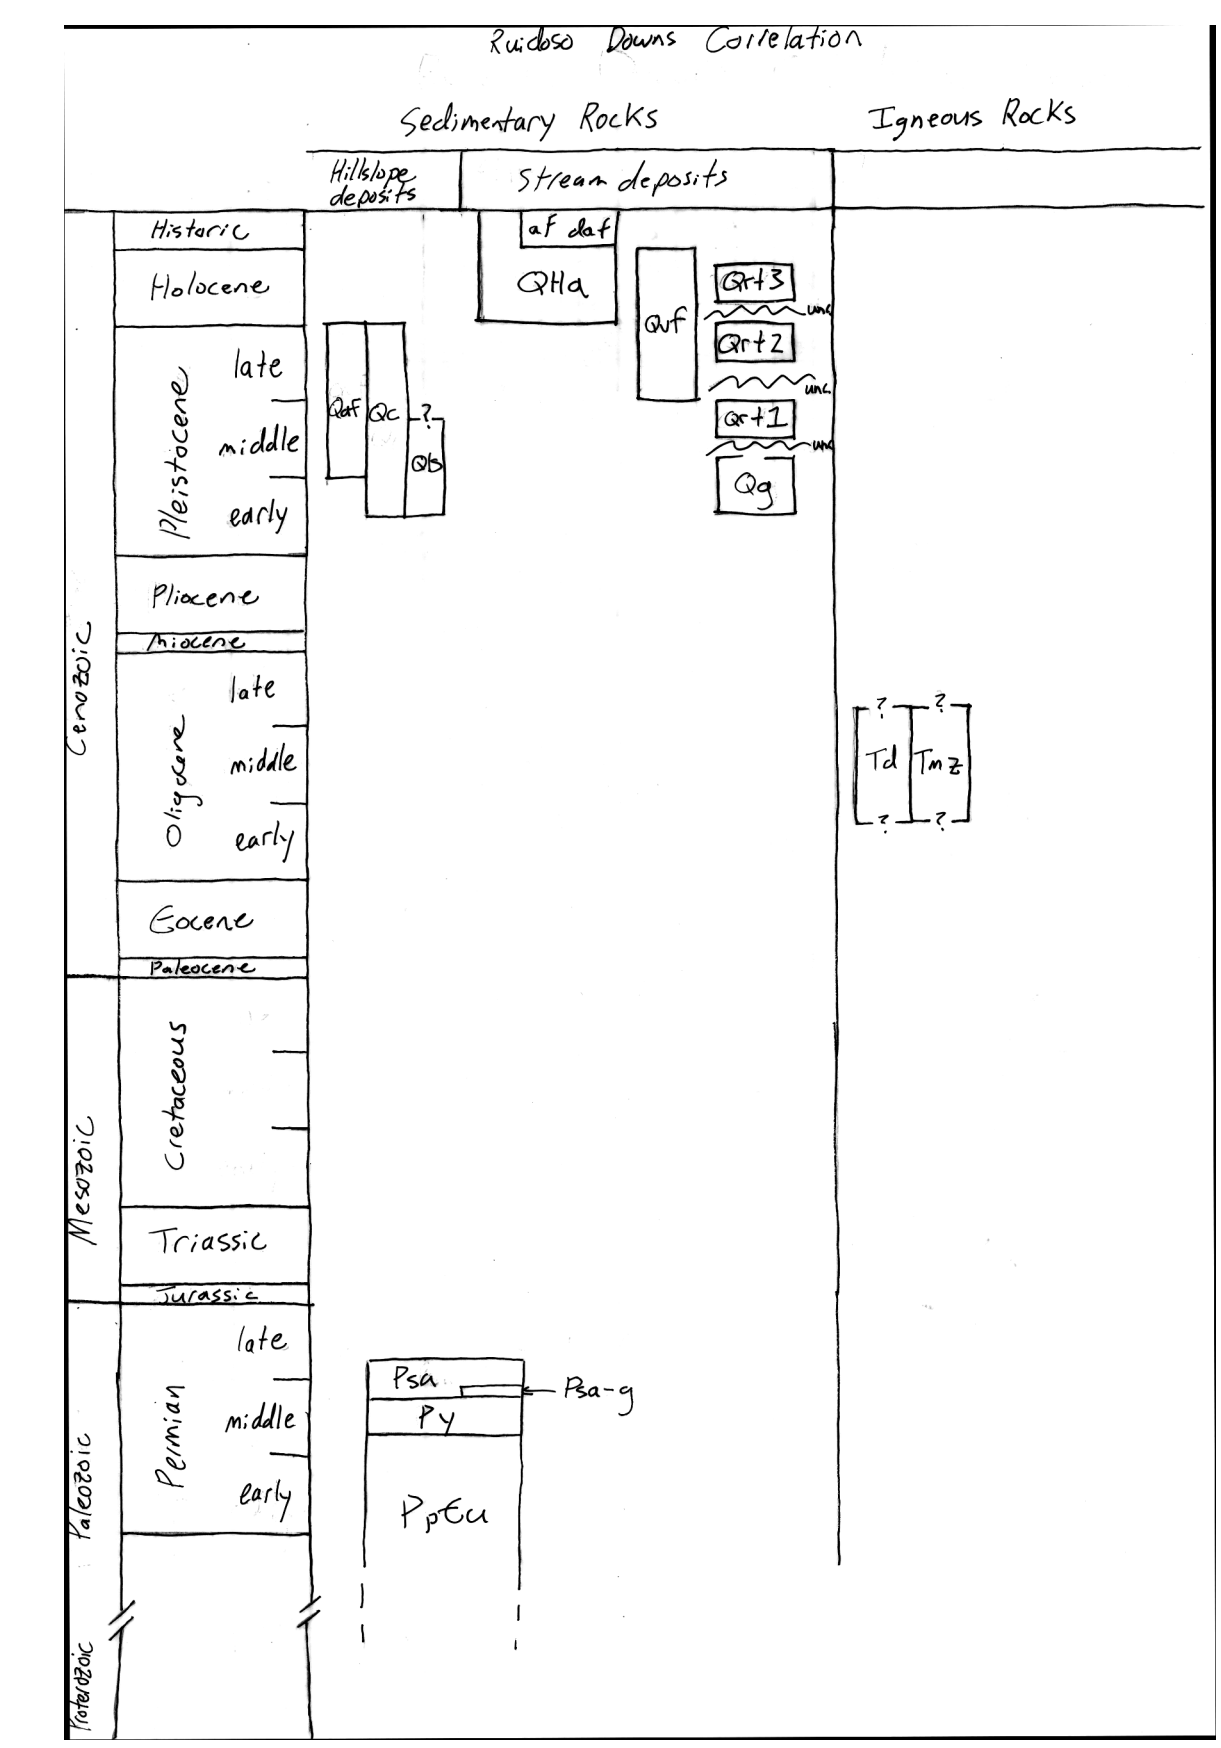 Ruidoso Downs Correlation
Sedimentary Rocks
Igneous Rocks
Hillslope
deposits
Stream deposits
Historic
af daf
Holocene
QHa
Qvf
Qrt3
unc
Qrt2
unc.
Qrt1
unc
Qg
Pleistocene
late
middle
early
Qaf
Qc
?
Qls
Pliocene
Miocene
Cenozoic
Oligocene
late
middle
early
? ?
Td Tmz
? ?
Eocene
Paleocene
Mesozoic
Cretaceous
Triassic
Jurassic
Paleozoic
Permian
late
middle
early
Psa
Psa-g
Py
PpЄu
Proterozoic